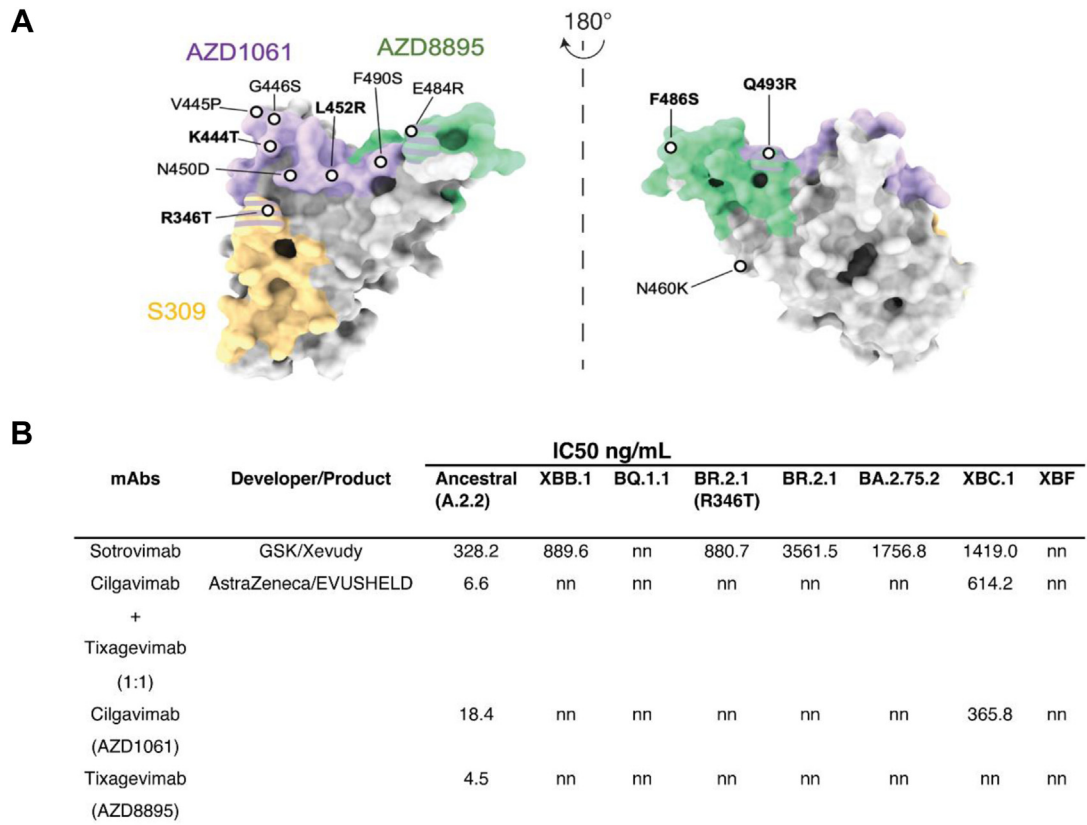 A
AZD1061
AZD8895
180°
G446S
F490S
E484R
V445P
L452R
K444T
N450D
R346T
S309
F486S
Q493R
N460K
B
IC50 ng/mL
mAbs Developer/Product Ancestral XBB.1 BQ.1.1 BR.2.1 BR.2.1 BA.2.75.2 XBC.1 XBF
(A.2.2) (R346T)
Sotrovimab GSK/Xevudy 328.2 889.6 nn 880.7 3561.5 1756.8 1419.0 nn
Cilgavimab AstraZeneca/EVUSHELD 6.6 nn nn nn nn nn 614.2 nn
+
Tixagevimab
(1:1)
Cilgavimab 18.4 nn nn nn nn nn 365.8 nn
(AZD1061)
Tixagevimab 4.5 nn nn nn nn nn nn nn
(AZD8895)